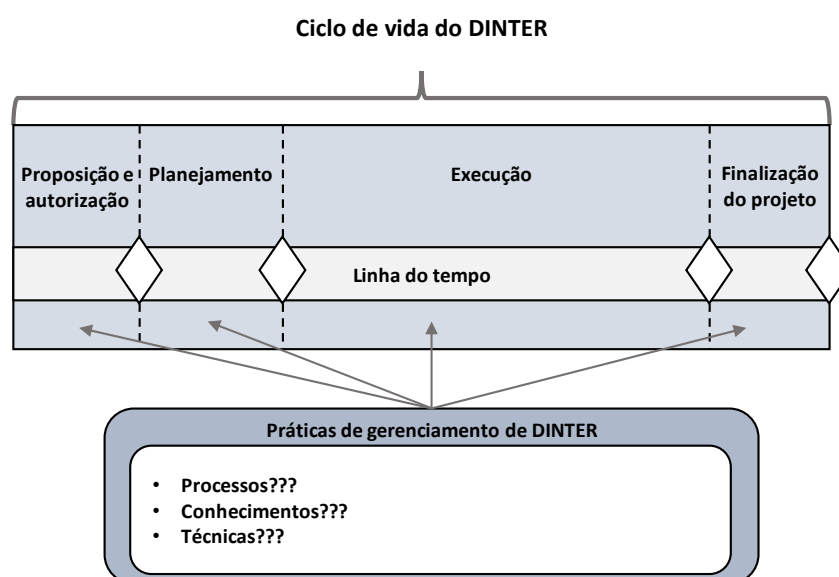 Ciclo de vida do DINTER
Proposição e
autorização
Planejamento
Execução
Finalização
do projeto
Linha do tempo
Práticas de gerenciamento de DINTER
• Processos???
• Conhecimentos???
• Técnicas???